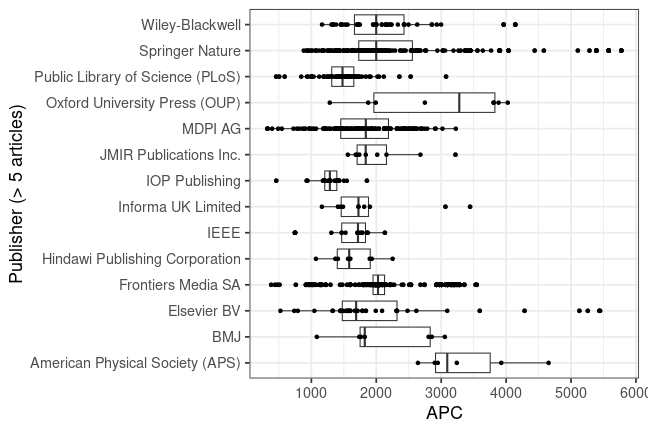 Publisher (> 5 articles)
Wiley-Blackwell
Springer Nature
Public Library of Science (PLoS)
Oxford University Press (OUP)
MDPI AG
JMIR Publications Inc.
IOP Publishing
Informa UK Limited
IEEE
Hindawi Publishing Corporation
Frontiers Media SA
Elsevier BV
BMJ
American Physical Society (APS)
1000 2000 3000 4000 5000 6000
APC